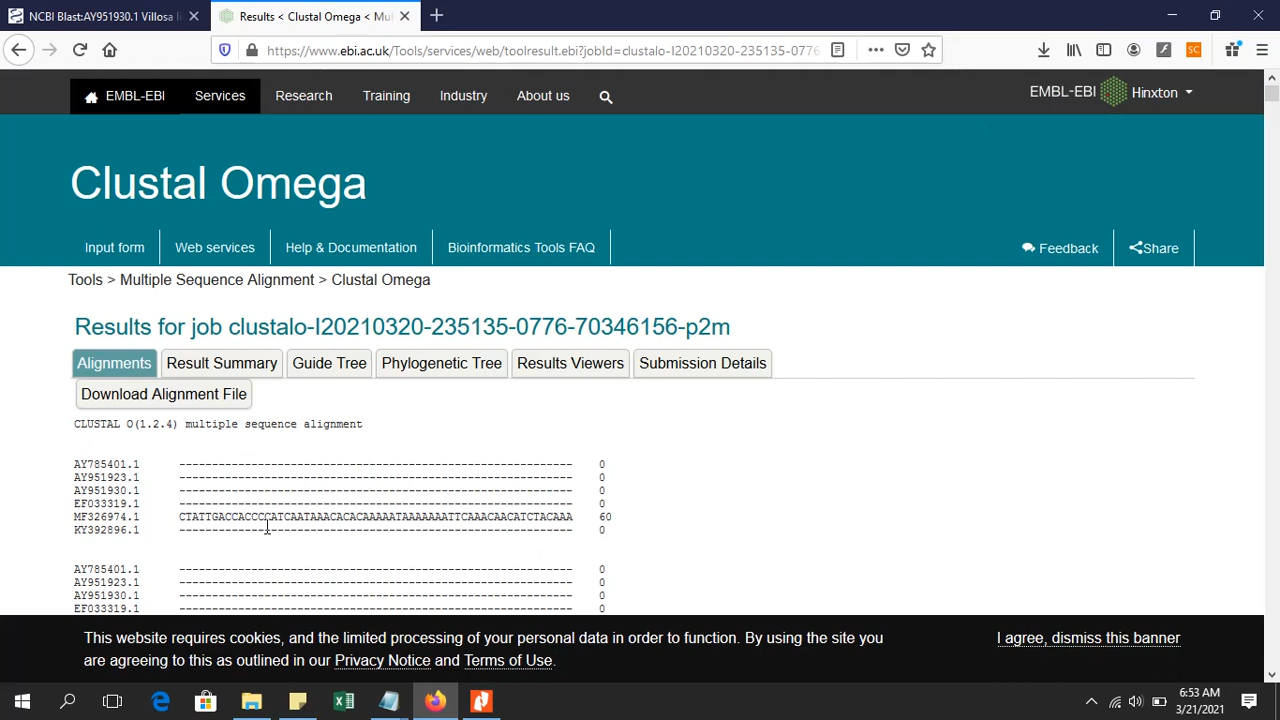 NCBI Blast:AY951930.1 Villosa li
Results < Clustal Omega < Mu
https://www.ebi.ac.uk/Tools/services/web/toolresult.ebi?jobId=clustalo-I20210320-235135-0776
SC
EMBL-EBI Services Research Training Industry About us
EMBL-EBI Hinxton
Clustal Omega
Input form Web services Help & Documentation Bioinformatics Tools FAQ Feedback Share
Tools > Multiple Sequence Alignment > Clustal Omega
Results for job clustalo-I20210320-235135-0776-70346156-p2m
Alignments Result Summary Guide Tree Phylogenetic Tree Results Viewers Submission Details
Download Alignment File
CLUSTAL O(1.2.4) multiple sequence alignment
AY785401.1 ------------------------------------------------------------ 0
AY951923.1 ------------------------------------------------------------ 0
AY951930.1 ------------------------------------------------------------ 0
EF033319.1 ------------------------------------------------------------ 0
MF326974.1 CTATTGACCACCCCATCAATAAACACACAAAAATAAAAAAATTCAAACAACATCTACAAA 60
KY392896.1 ------------------------------------------------------------ 0
AY785401.1 ------------------------------------------------------------ 0
AY951923.1 ------------------------------------------------------------ 0
AY951930.1 ------------------------------------------------------------ 0
EF033319.1 ------------------------------------------------------------ 0
This website requires cookies, and the limited processing of your personal data in order to function. By using the site you
are agreeing to this as outlined in our Privacy Notice and Terms of Use.
I agree, dismiss this banner
6:53 AM
3/21/2021